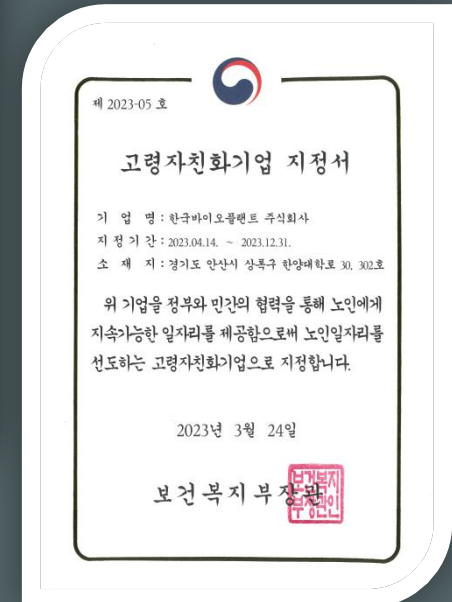 제 2023-05 호
고령자친화기업 지정서
기 업 명 : 한국바이오플랜트 주식회사
지 정 기 간 : 2023.04.14. ~ 2023.12.31.
소 재 지 : 경기도 안산시 상록구 한양대학로 30, 302호
위 기업을 정부와 민간의 협력을 통해 노인에게
지속가능한 일자리를 제공함으로써 노인일자리를
선도하는 고령자친화기업으로 지정합니다.
2023년 3월 24일
보건복지부장관
보건복지
부장관인